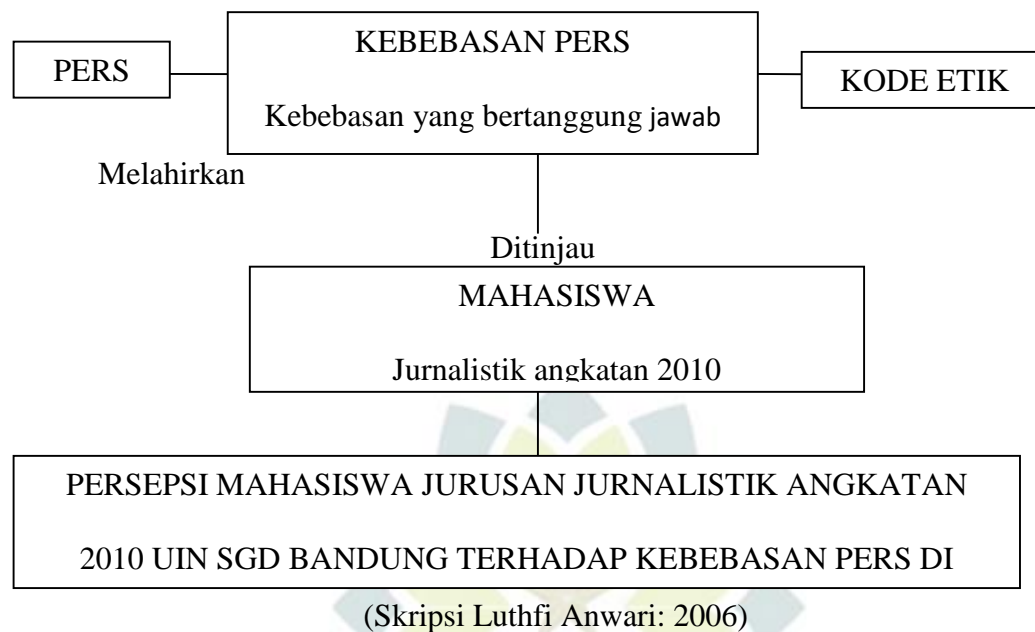 PERS
KEBEBASAN PERS
Kebebasan yang bertanggung jawab
KODE ETIK
Melahirkan
Ditinjau
MAHASISWA
Jurnalistik angkatan 2010
PERSEPSI MAHASISWA JURUSAN JURNALISTIK ANGKATAN
2010 UIN SGD BANDUNG TERHADAP KEBEBASAN PERS DI
(Skripsi Luthfi Anwari: 2006)